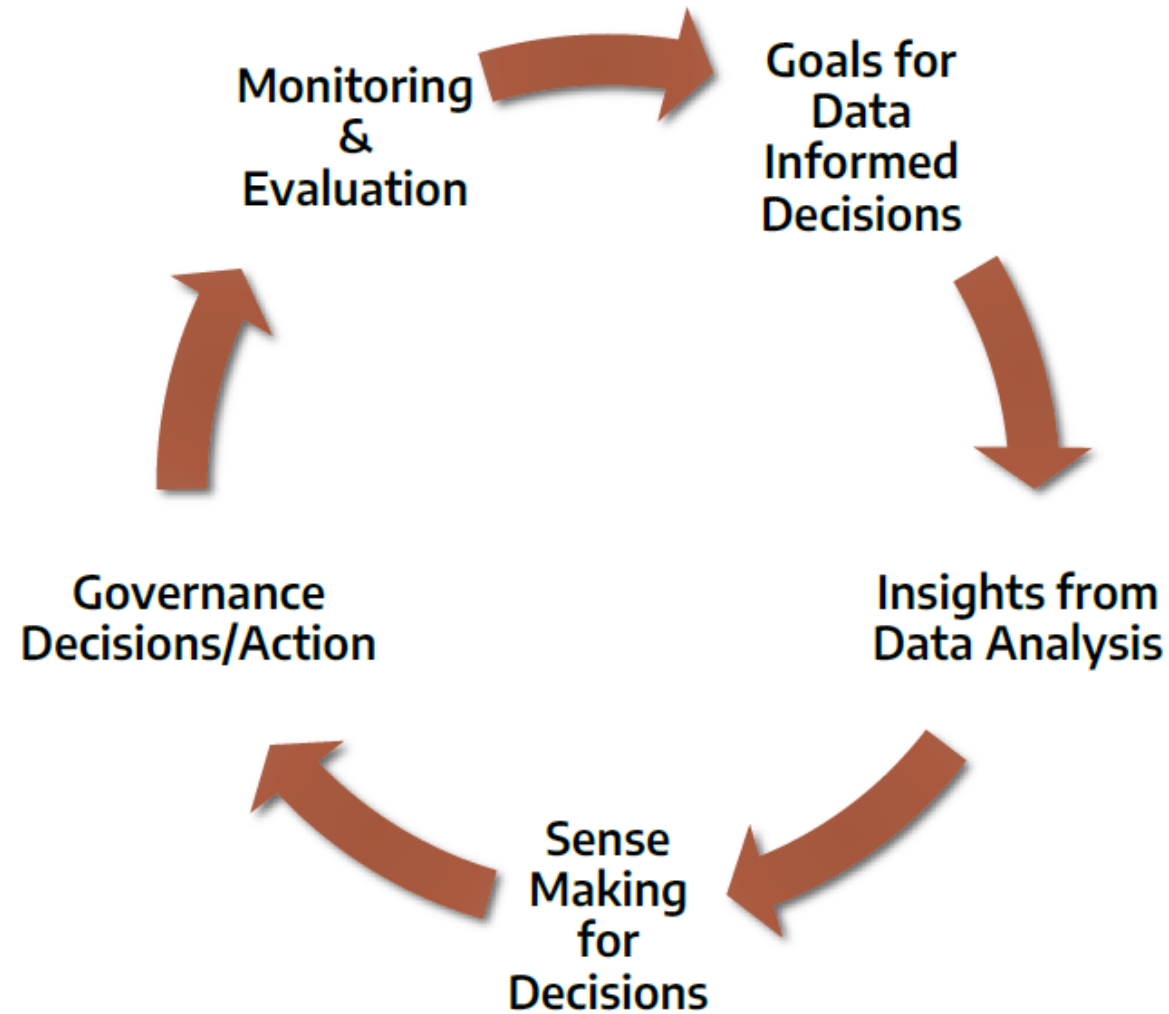 Monitoring
&
Evaluation
Goals for
Data
Informed
Decisions
Insights from
Data Analysis
Sense
Making
for
Decisions
Governance
Decisions/Action